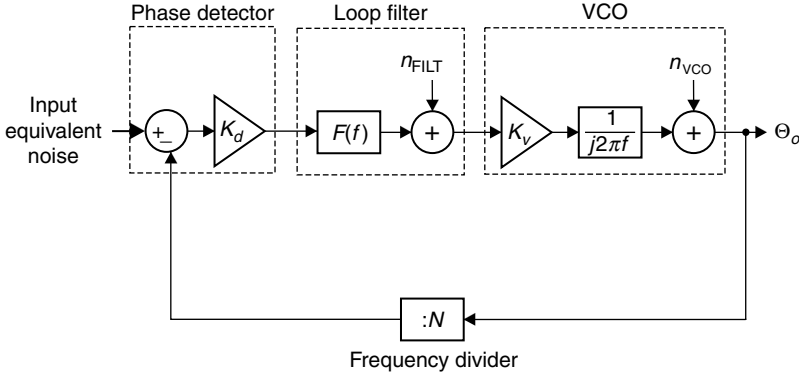 Phase detector
Loop filter
VCO
n_FILT
n_VCO
Input
equivalent
noise
+
−
K_d
F(f)
+
K_v
1
j2πf
+
Θ_o
:N
Frequency divider